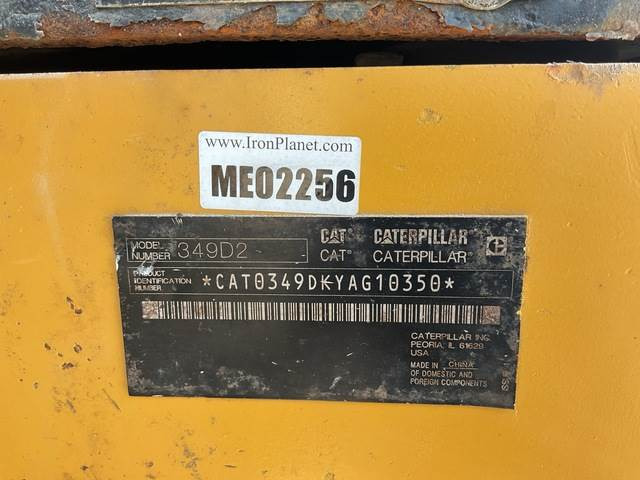 www.IronPlanet.com
ME02256
MODEL NUMBER 349D2
CAT® CATERPILLAR
CAT® CATERPILLAR®
PRODUCT IDENTIFICATION NUMBER *CAT0349DKYAG10350*
CATERPILLAR INC.
PEORIA, IL 61629
USA
MADE IN CHINA
OF DOMESTIC AND
FOREIGN COMPONENTS